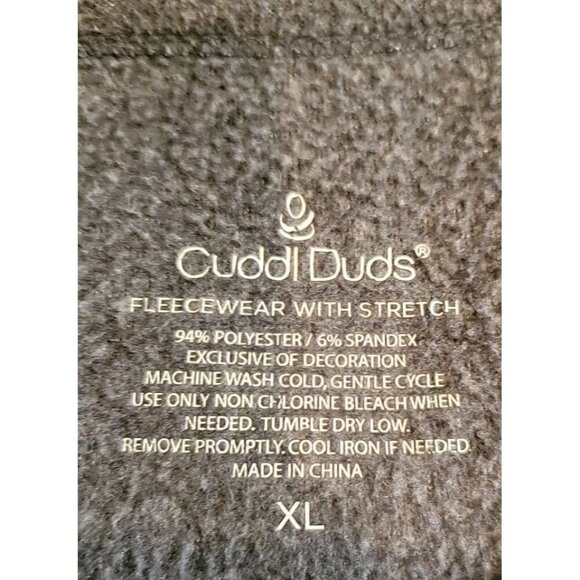 Cuddl Duds®
FLEECEWEAR WITH STRETCH
94% POLYESTER / 6% SPANDEX
EXCLUSIVE OF DECORATION
MACHINE WASH COLD, GENTLE CYCLE
USE ONLY NON CHLORINE BLEACH WHEN
NEEDED. TUMBLE DRY LOW.
REMOVE PROMPTLY. COOL IRON IF NEEDED
MADE IN CHINA
XL